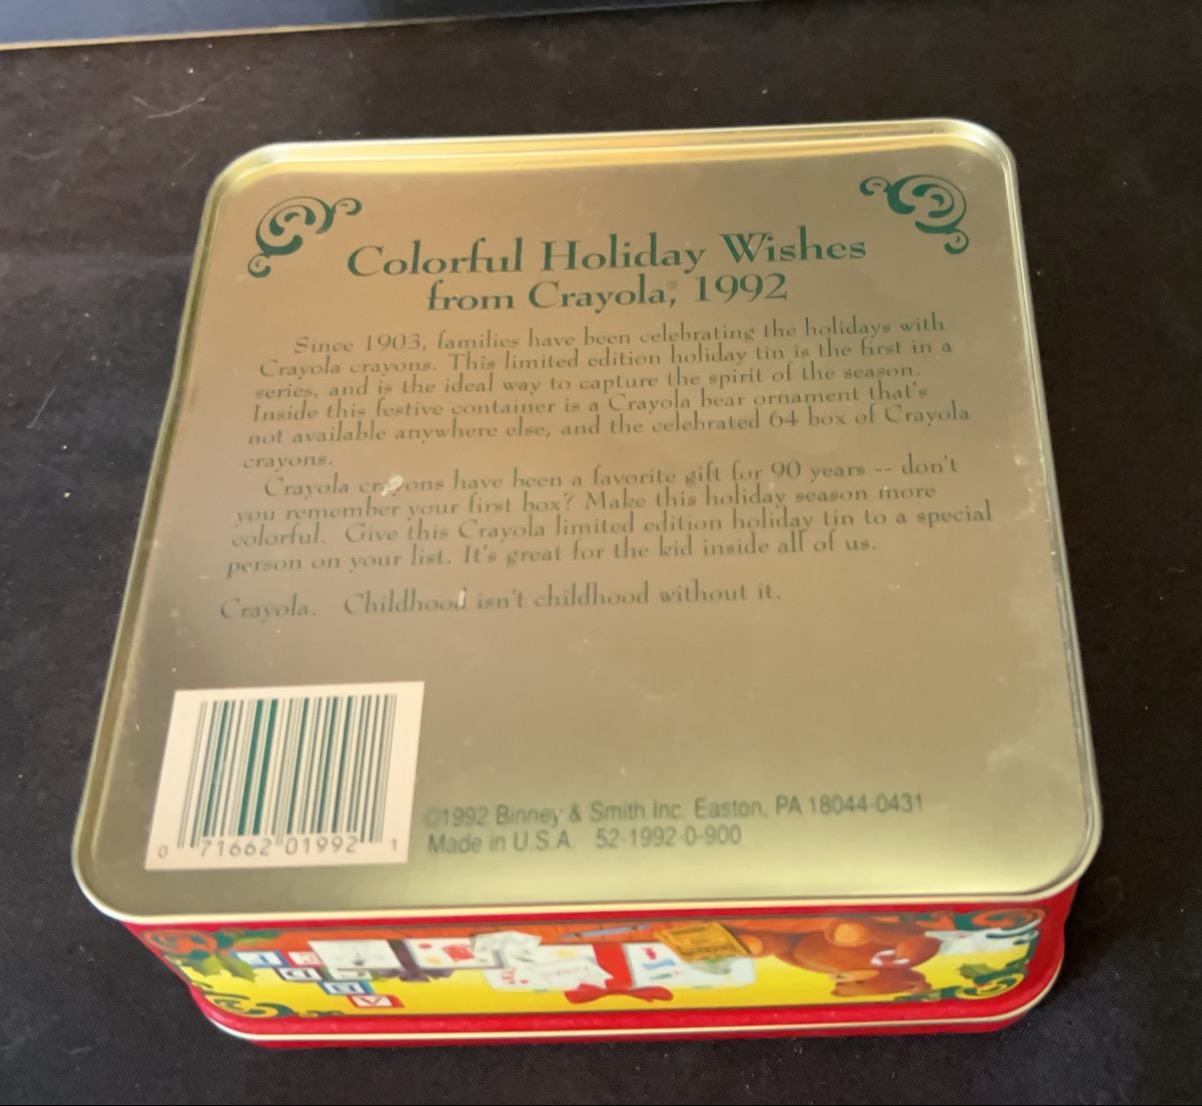 Colorful Holiday Wishes
from Crayola, 1992
Since 1903, families have been celebrating the holidays with
Crayola crayons. This limited edition holiday tin is the first in a
series, and is the ideal way to capture the spirit of the season.
Inside this festive container is a Crayola bear ornament that's
not available anywhere else, and the celebrated 64 box of Crayola
crayons.
Crayola crayons have been a favorite gift for 90 years -- don't
you remember your first box? Make this holiday season more
colorful. Give this Crayola limited edition holiday tin to a special
person on your list. It's great for the kid inside all of us.
Crayola. Childhood isn't childhood without it.
0 71662 01992 1
©1992 Binney & Smith Inc. Easton, PA 18044-0431
Made in U.S.A. 52-1992-0-900